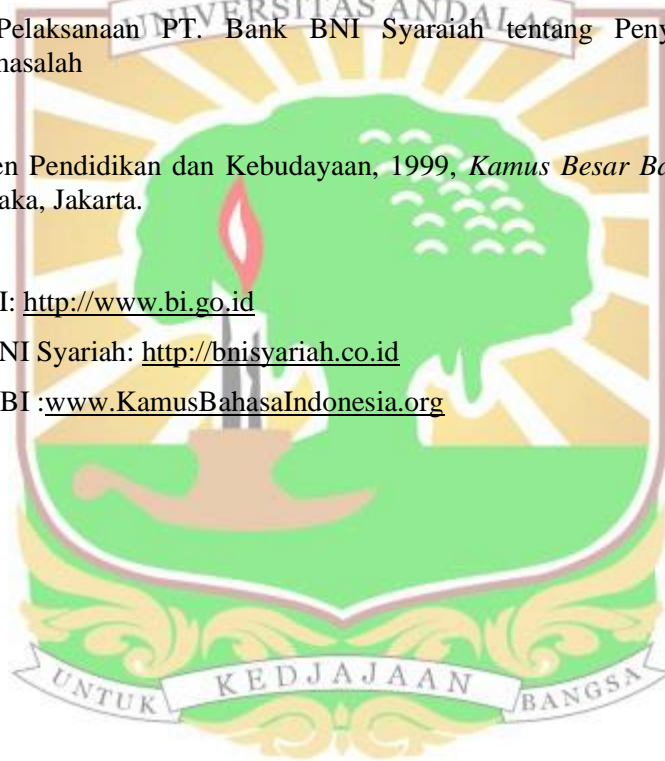 UNIVERSITAS ANDALAS
Pelaksanaan PT. Bank BNI Syaraiah tentang Peny
masalah
en Pendidikan dan Kebudayaan, 1999, Kamus Besar Ba
aka, Jakarta.
I: http://www.bi.go.id
NI Syariah: http://bnisyariah.co.id
BI :www.KamusBahasaIndonesia.org
UNTUK KEDJAJAAN BANGSA